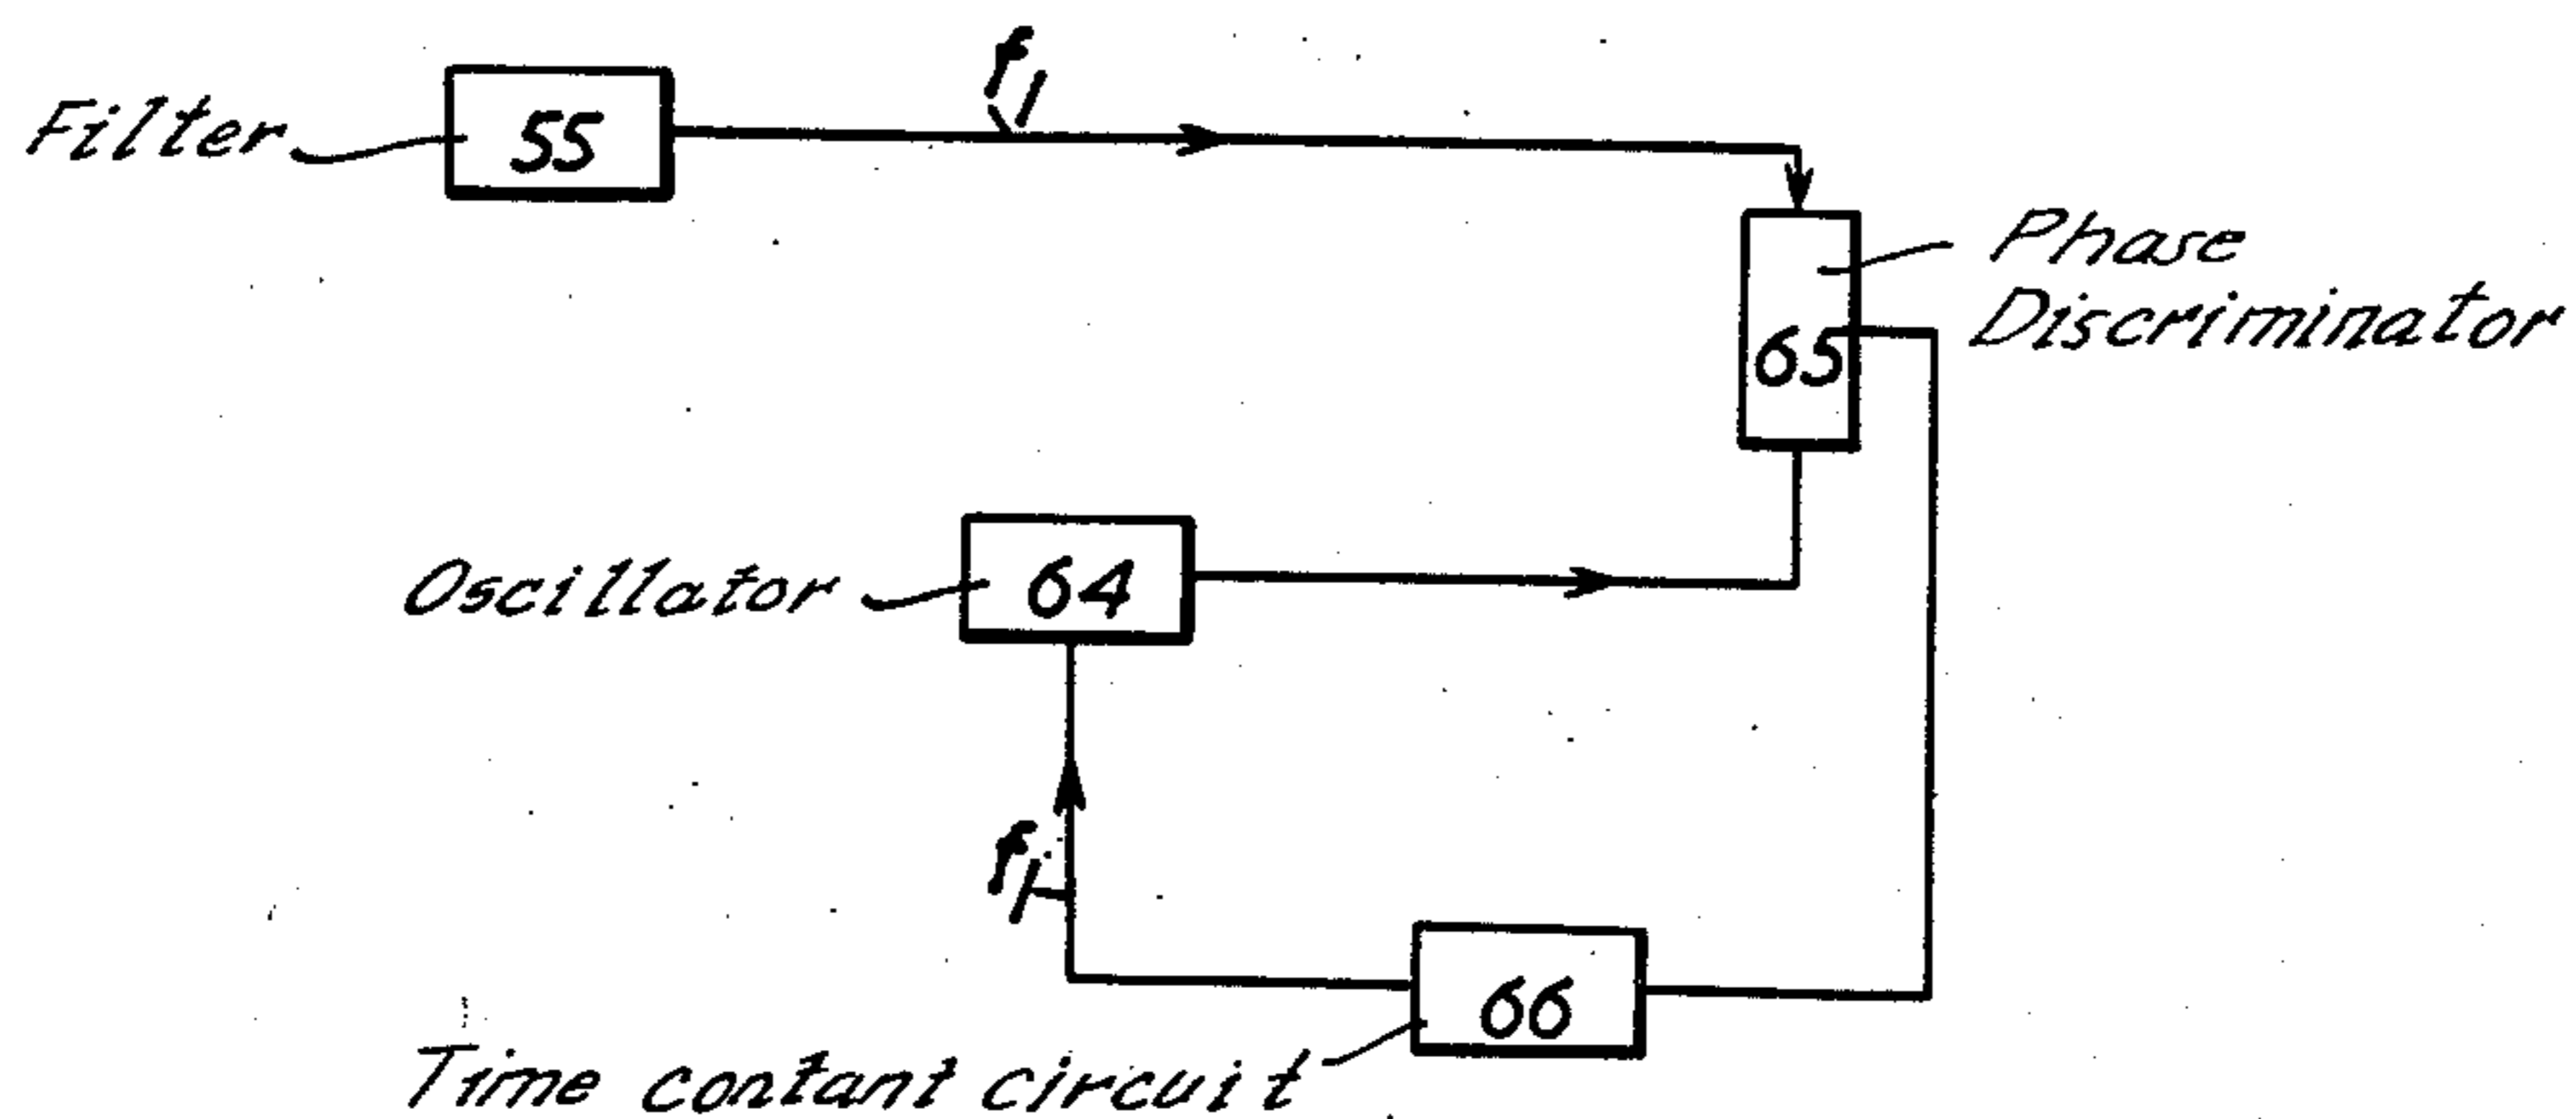 f1
Filter
55
Phase
Discriminator
65
Oscillator
64
f1
66
Time contant circuit